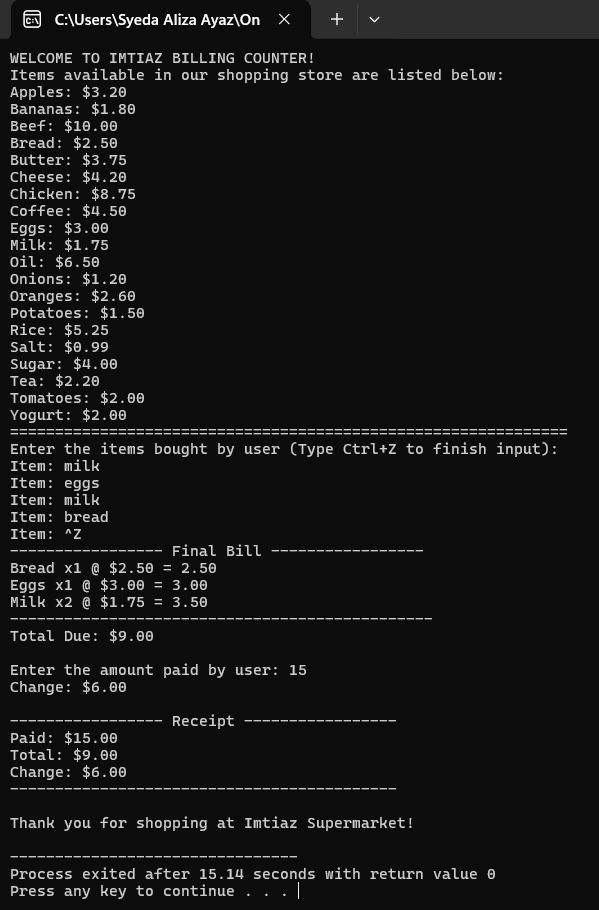 C:\Users\Syeda Aliza Ayaz\On
WELCOME TO IMTIAZ BILLING COUNTER!
Items available in our shopping store are listed below:
Apples: $3.20
Bananas: $1.80
Beef: $10.00
Bread: $2.50
Butter: $3.75
Cheese: $4.20
Chicken: $8.75
Coffee: $4.50
Eggs: $3.00
Milk: $1.75
Oil: $6.50
Onions: $1.20
Oranges: $2.60
Potatoes: $1.50
Rice: $5.25
Salt: $0.99
Sugar: $4.00
Tea: $2.20
Tomatoes: $2.00
Yogurt: $2.00
==============================================================
Enter the items bought by user (Type Ctrl+Z to finish input):
Item: milk
Item: eggs
Item: milk
Item: bread
Item: ^Z
----------------- Final Bill -----------------
Bread x1 @ $2.50 = 2.50
Eggs x1 @ $3.00 = 3.00
Milk x2 @ $1.75 = 3.50
-----------------------------------------------
Total Due: $9.00
Enter the amount paid by user: 15
Change: $6.00
----------------- Receipt -----------------
Paid: $15.00
Total: $9.00
Change: $6.00
-------------------------------------------
Thank you for shopping at Imtiaz Supermarket!
--------------------------------
Process exited after 15.14 seconds with return value 0
Press any key to continue . . .